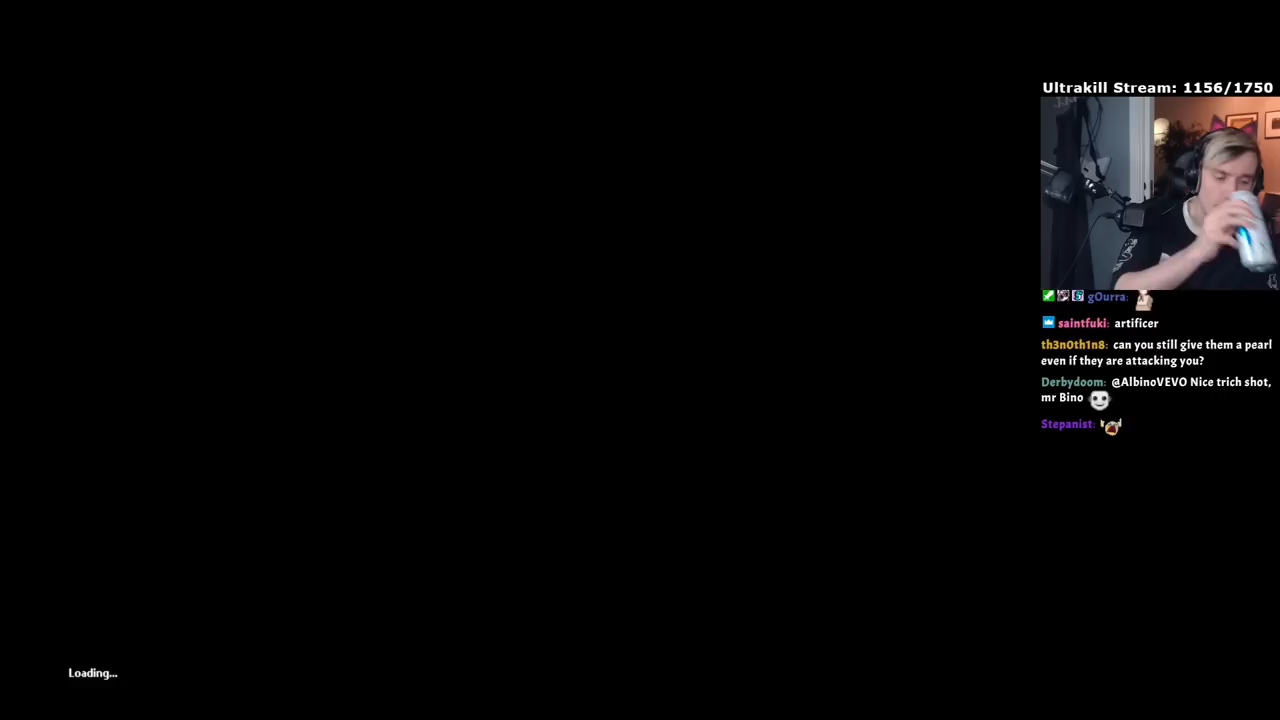 Ultrakill Stream: 1156/1750
gOurra:
saintfuki: artificer
th3n0th1n8: can you still give them a pearl
even if they are attacking you?
Derbydoom: @AlbinoVEVO Nice trich shot,
mr Bino
Stepanist:
Loading...